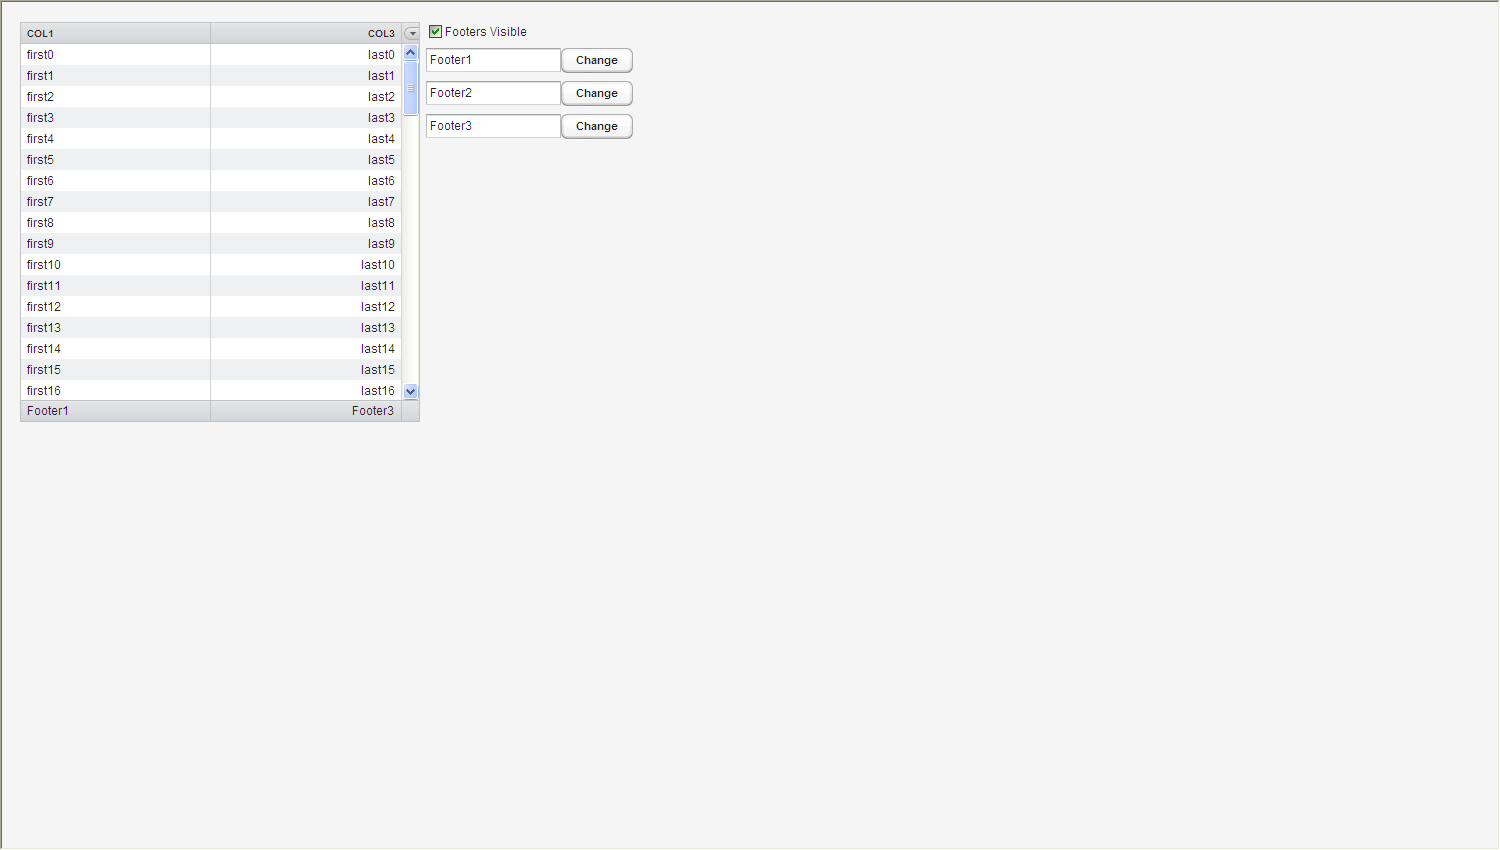 COL1 COL3
first0 last0
first1 last1
first2 last2
first3 last3
first4 last4
first5 last5
first6 last6
first7 last7
first8 last8
first9 last9
first10 last10
first11 last11
first12 last12
first13 last13
first14 last14
first15 last15
first16 last16
Footer1 Footer3
Footers Visible
Footer1 Change
Footer2 Change
Footer3 Change